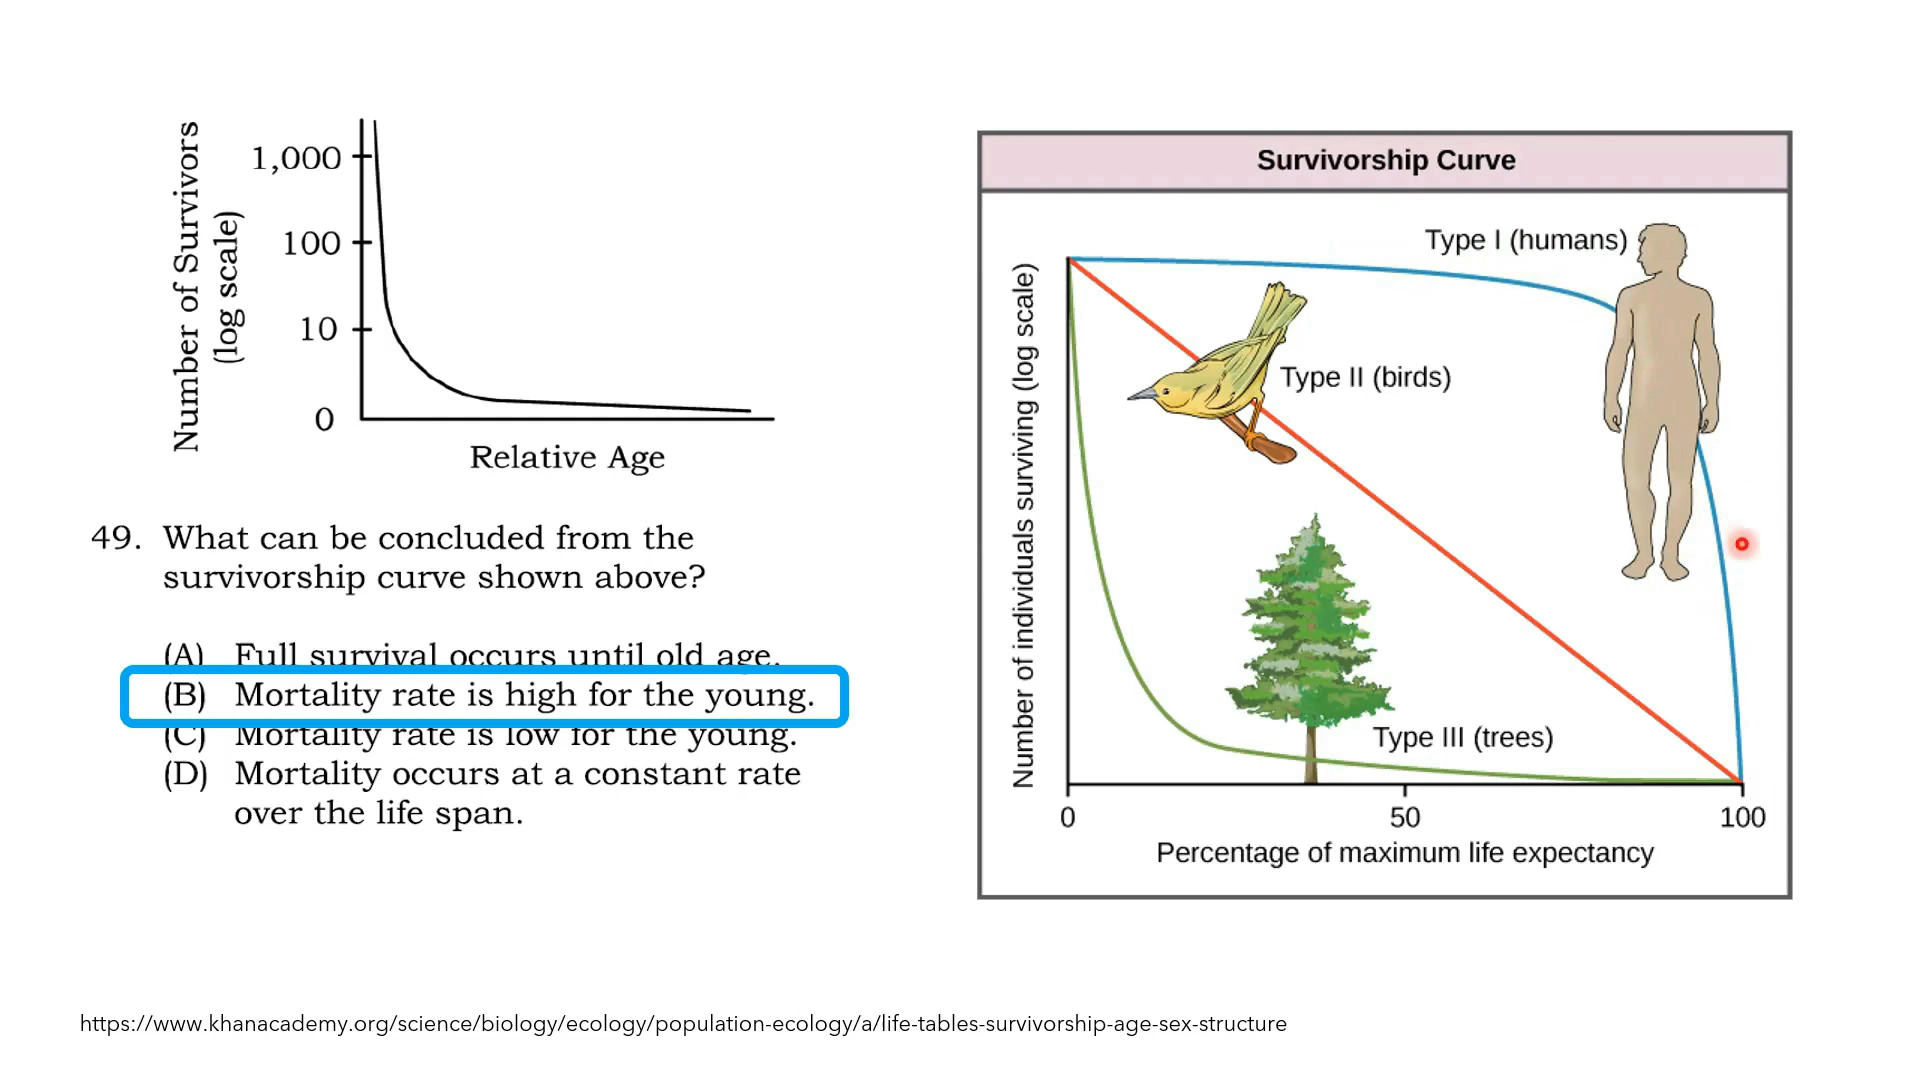 Number of Survivors
(log scale)
1,000
100
10
0
Relative Age
49. What can be concluded from the
survivorship curve shown above?
(A) Full survival occurs until old age.
(B) Mortality rate is high for the young.
(C) Mortality rate is low for the young.
(D) Mortality occurs at a constant rate
over the life span.
Survivorship Curve
Number of individuals surviving (log scale)
Type I (humans)
Type II (birds)
Type III (trees)
0 50 100
Percentage of maximum life expectancy
https://www.khanacademy.org/science/biology/ecology/population-ecology/a/life-tables-survivorship-age-sex-structure